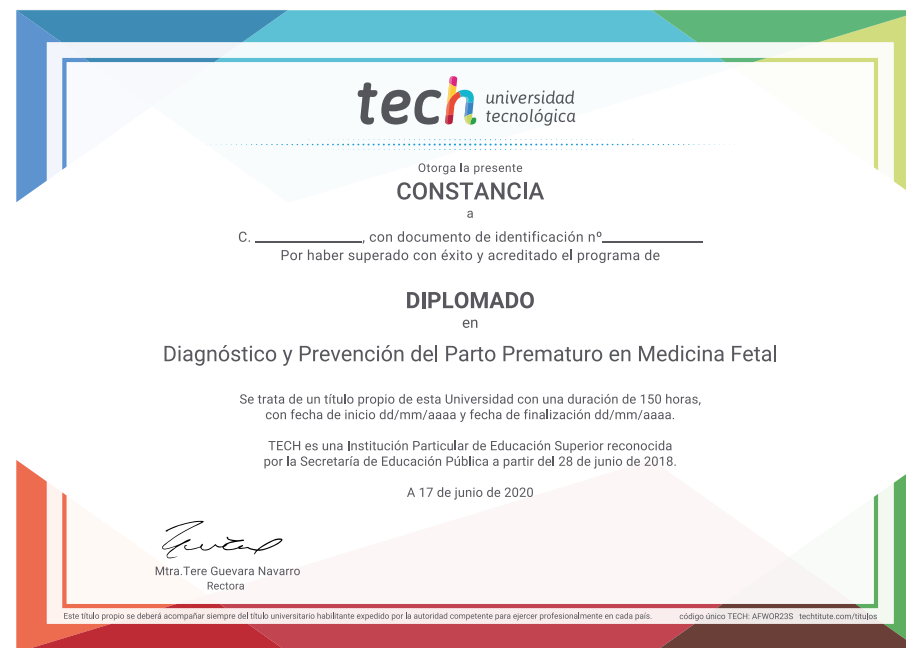 tech universidad
tecnológica
Otorga la presente
CONSTANCIA
a
C. ____________, con documento de identificación nº____________
Por haber superado con éxito y acreditado el programa de
DIPLOMADO
en
Diagnóstico y Prevención del Parto Prematuro en Medicina Fetal
Se trata de un título propio de esta Universidad con una duración de 150 horas,
con fecha de inicio dd/mm/aaaa y fecha de finalización dd/mm/aaaa.
TECH es una Institución Particular de Educación Superior reconocida
por la Secretaría de Educación Pública a partir del 28 de junio de 2018.
A 17 de junio de 2020
Mtra.Tere Guevara Navarro
Rectora
Este título propio se deberá acompañar siempre del título universitario habilitante expedido por la autoridad competente para ejercer profesionalmente en cada país. código único TECH: AFWOR23S techtitute.com/titulos